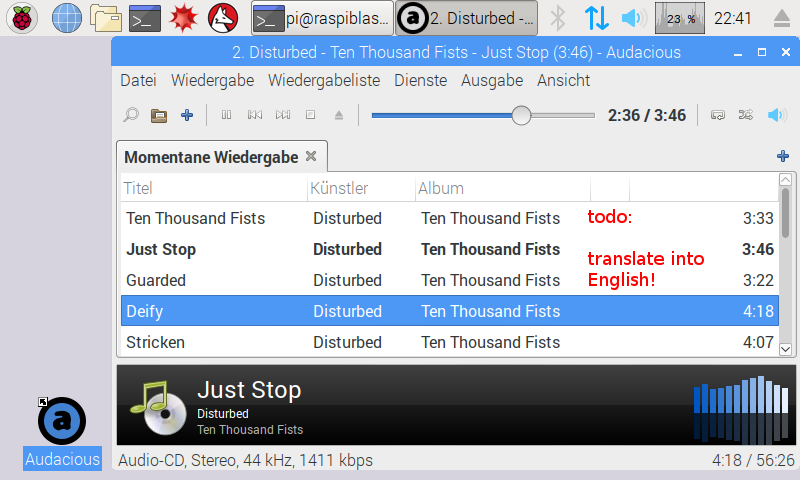 pi@raspiblas... 2. Disturbed -... 23 % 22:41
2. Disturbed - Ten Thousand Fists - Just Stop (3:46) - Audacious
Datei Wiedergabe Wiedergabeliste Dienste Ausgabe Ansicht
2:36 / 3:46
Momentane Wiedergabe
Titel Künstler Album
Ten Thousand Fists Disturbed Ten Thousand Fists 3:33
todo:
Just Stop Disturbed Ten Thousand Fists 3:46
translate into
English!
Guarded Disturbed Ten Thousand Fists 3:22
Deify Disturbed Ten Thousand Fists 4:18
Stricken Disturbed Ten Thousand Fists 4:07
Just Stop
Disturbed
Ten Thousand Fists
a
Audacious
Audio-CD, Stereo, 44 kHz, 1411 kbps 4:18 / 56:26